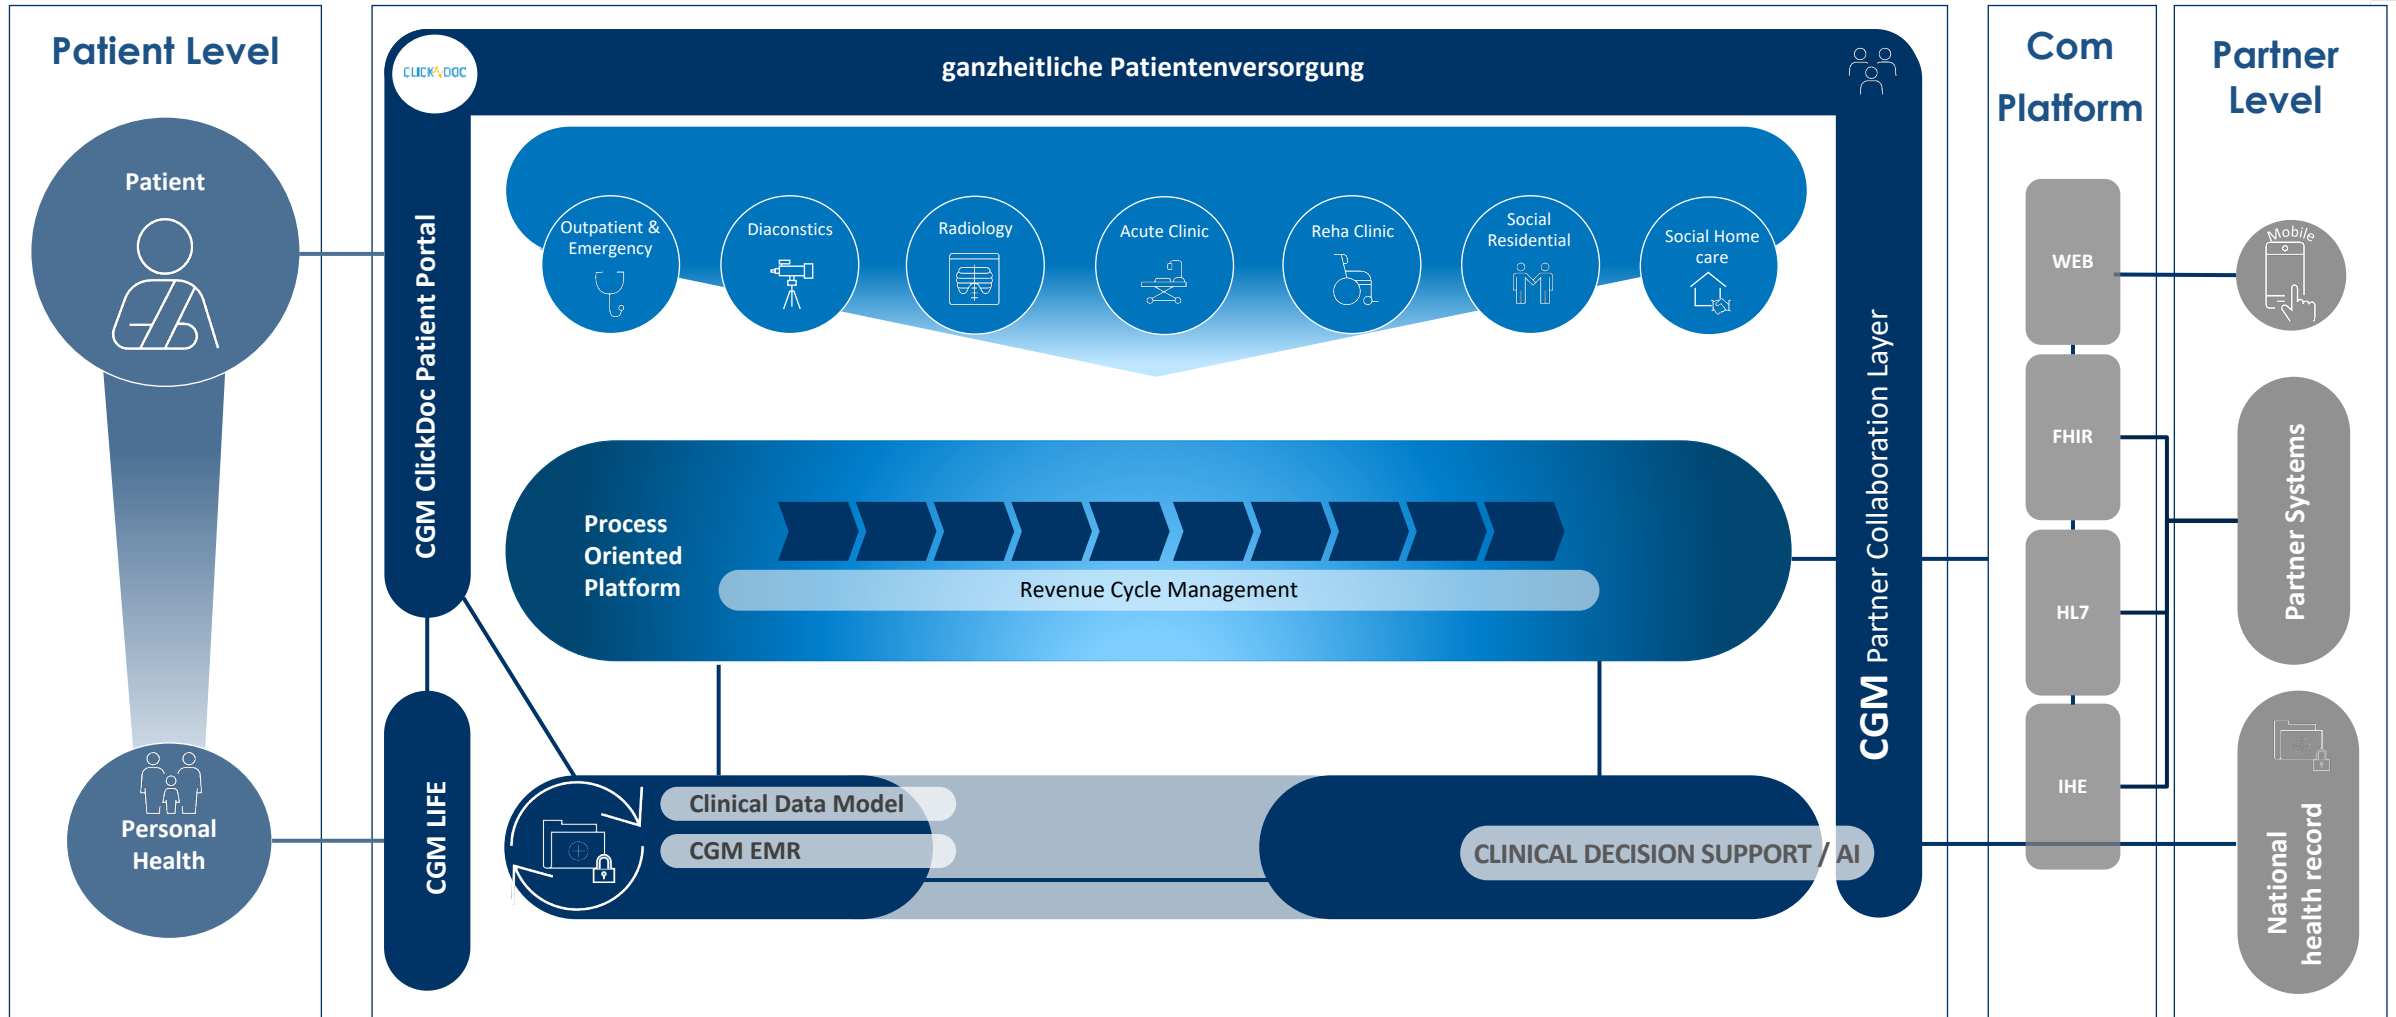 Patient Level
Patient
Personal
Health
CLICKDOC
ganzheitliche Patientenversorgung
CGM ClickDoc Patient Portal
CGM LIFE
Outpatient &
Emergency
Diaconstics
Radiology
Acute Clinic
Reha Clinic
Social
Residential
Social Home
care
Process
Oriented
Platform
Revenue Cycle Management
Clinical Data Model
CGM EMR
CLINICAL DECISION SUPPORT / AI
CGM Partner Collaboration Layer
Com
Platform
WEB
FHIR
HL7
IHE
Partner
Level
Mobile
Partner Systems
National
health record